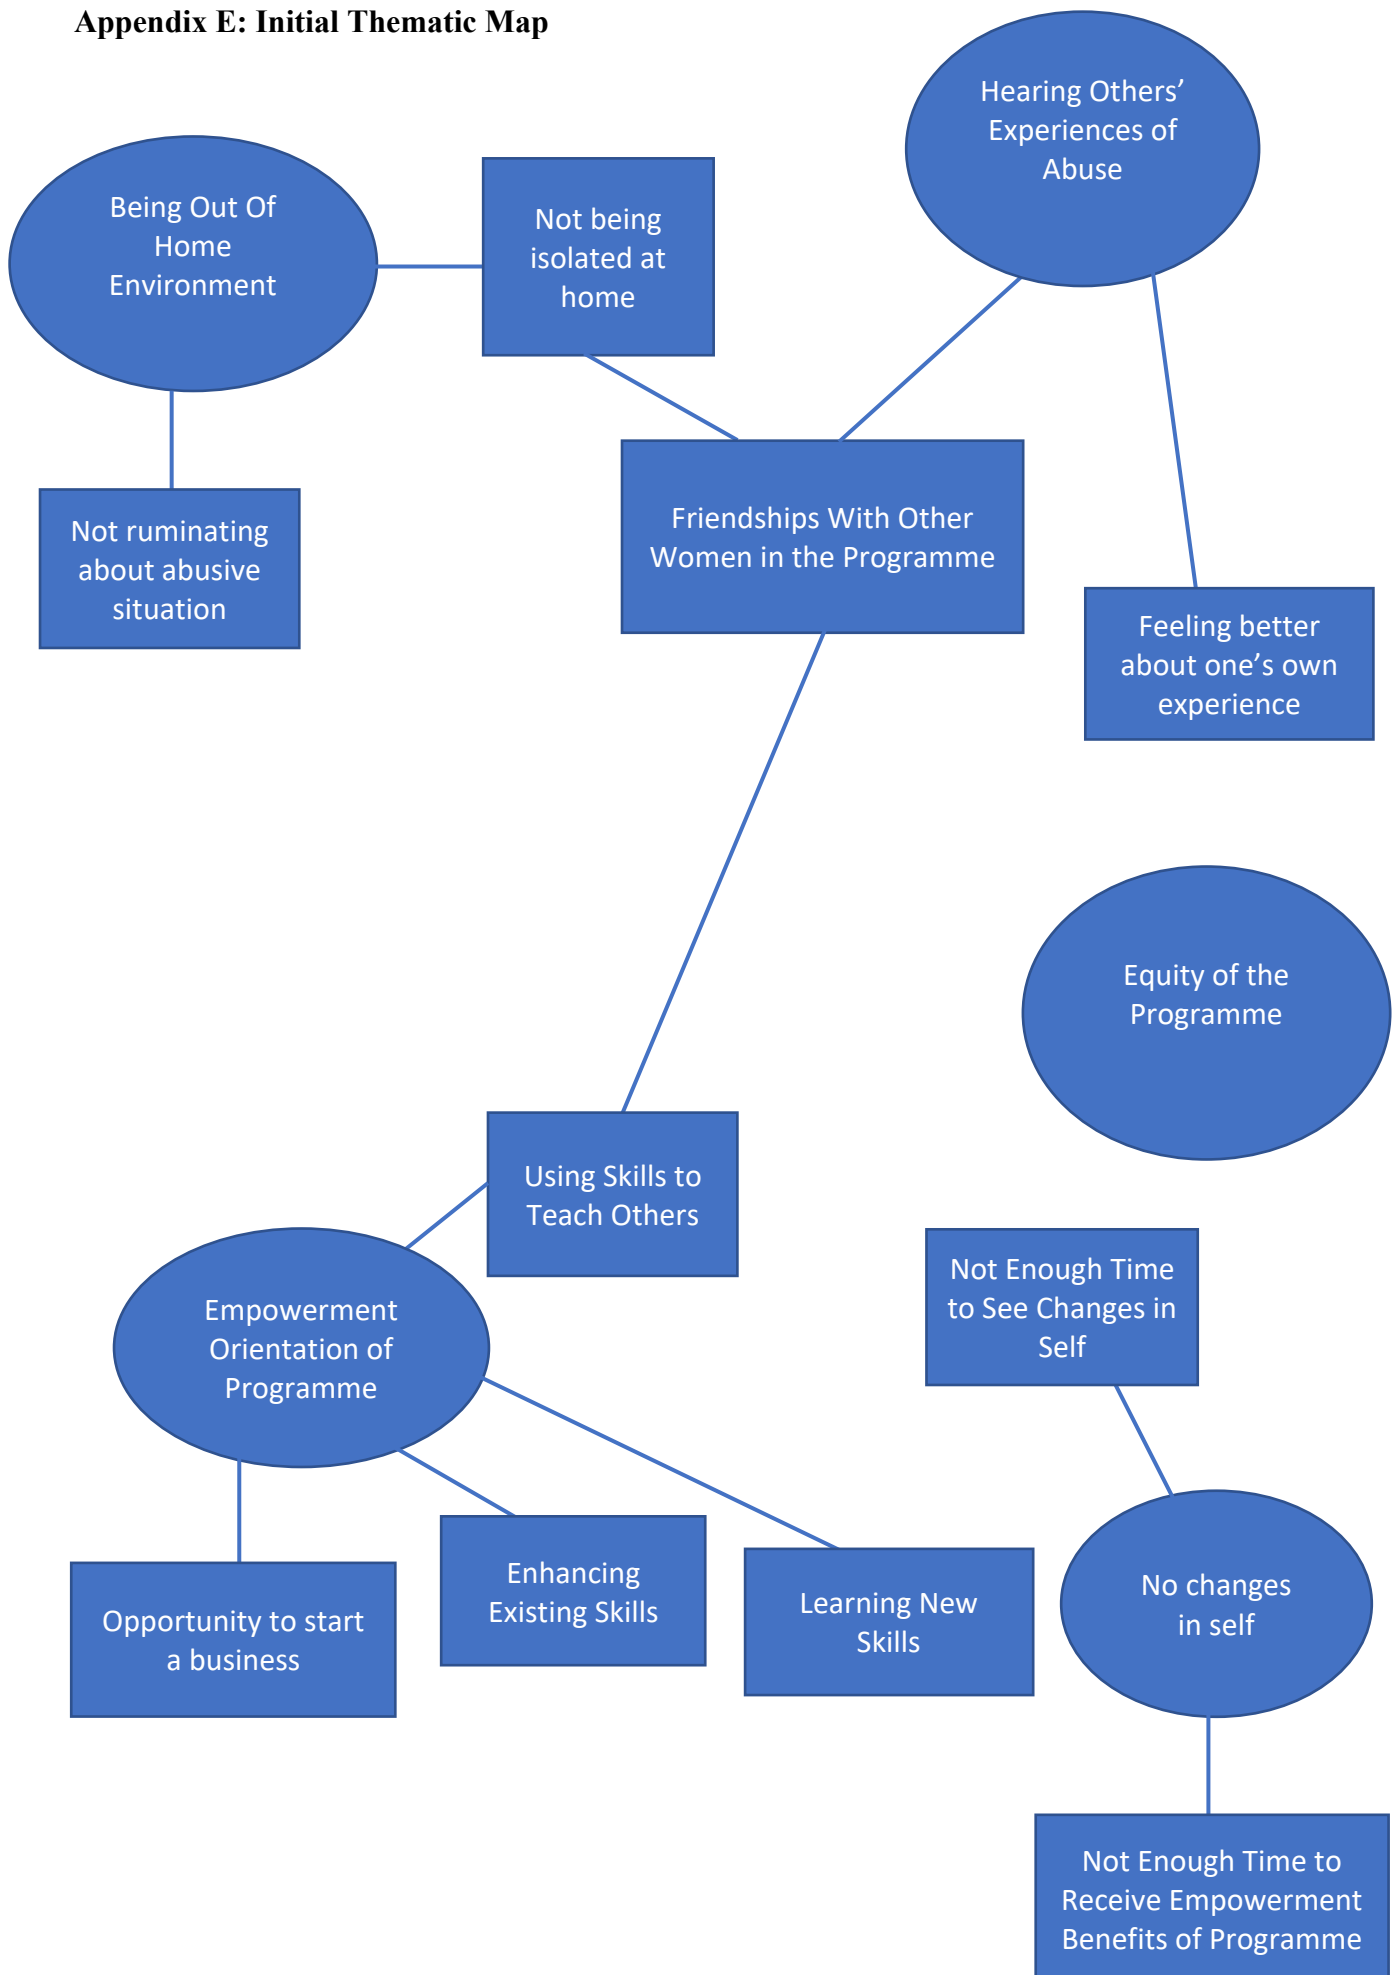 Appendix E: Initial Thematic Map
Hearing Others’
Experiences of
Abuse
Being Out Of
Home
Environment
Not being
isolated at
home
Not ruminating
about abusive
situation
Friendships With Other
Women in the Programme
Feeling better
about one’s own
experience
Equity of the
Programme
Using Skills to
Teach Others
Not Enough Time
to See Changes in
Self
Empowerment
Orientation of
Programme
Enhancing
Existing Skills
Learning New
Skills
No changes
in self
Opportunity to start
a business
Not Enough Time to
Receive Empowerment
Benefits of Programme